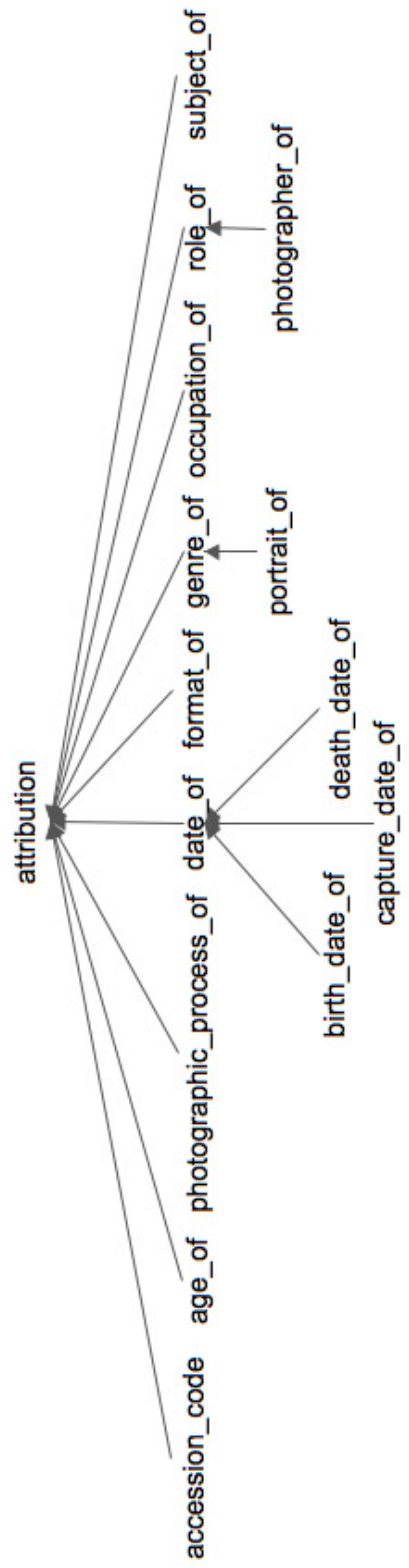 attribution
accession_code age_of photographic_process_of date_of format_of genre_of occupation_of role_of subject_of
portrait_of photographer_of
birth_date_of death_date_of
capture_date_of